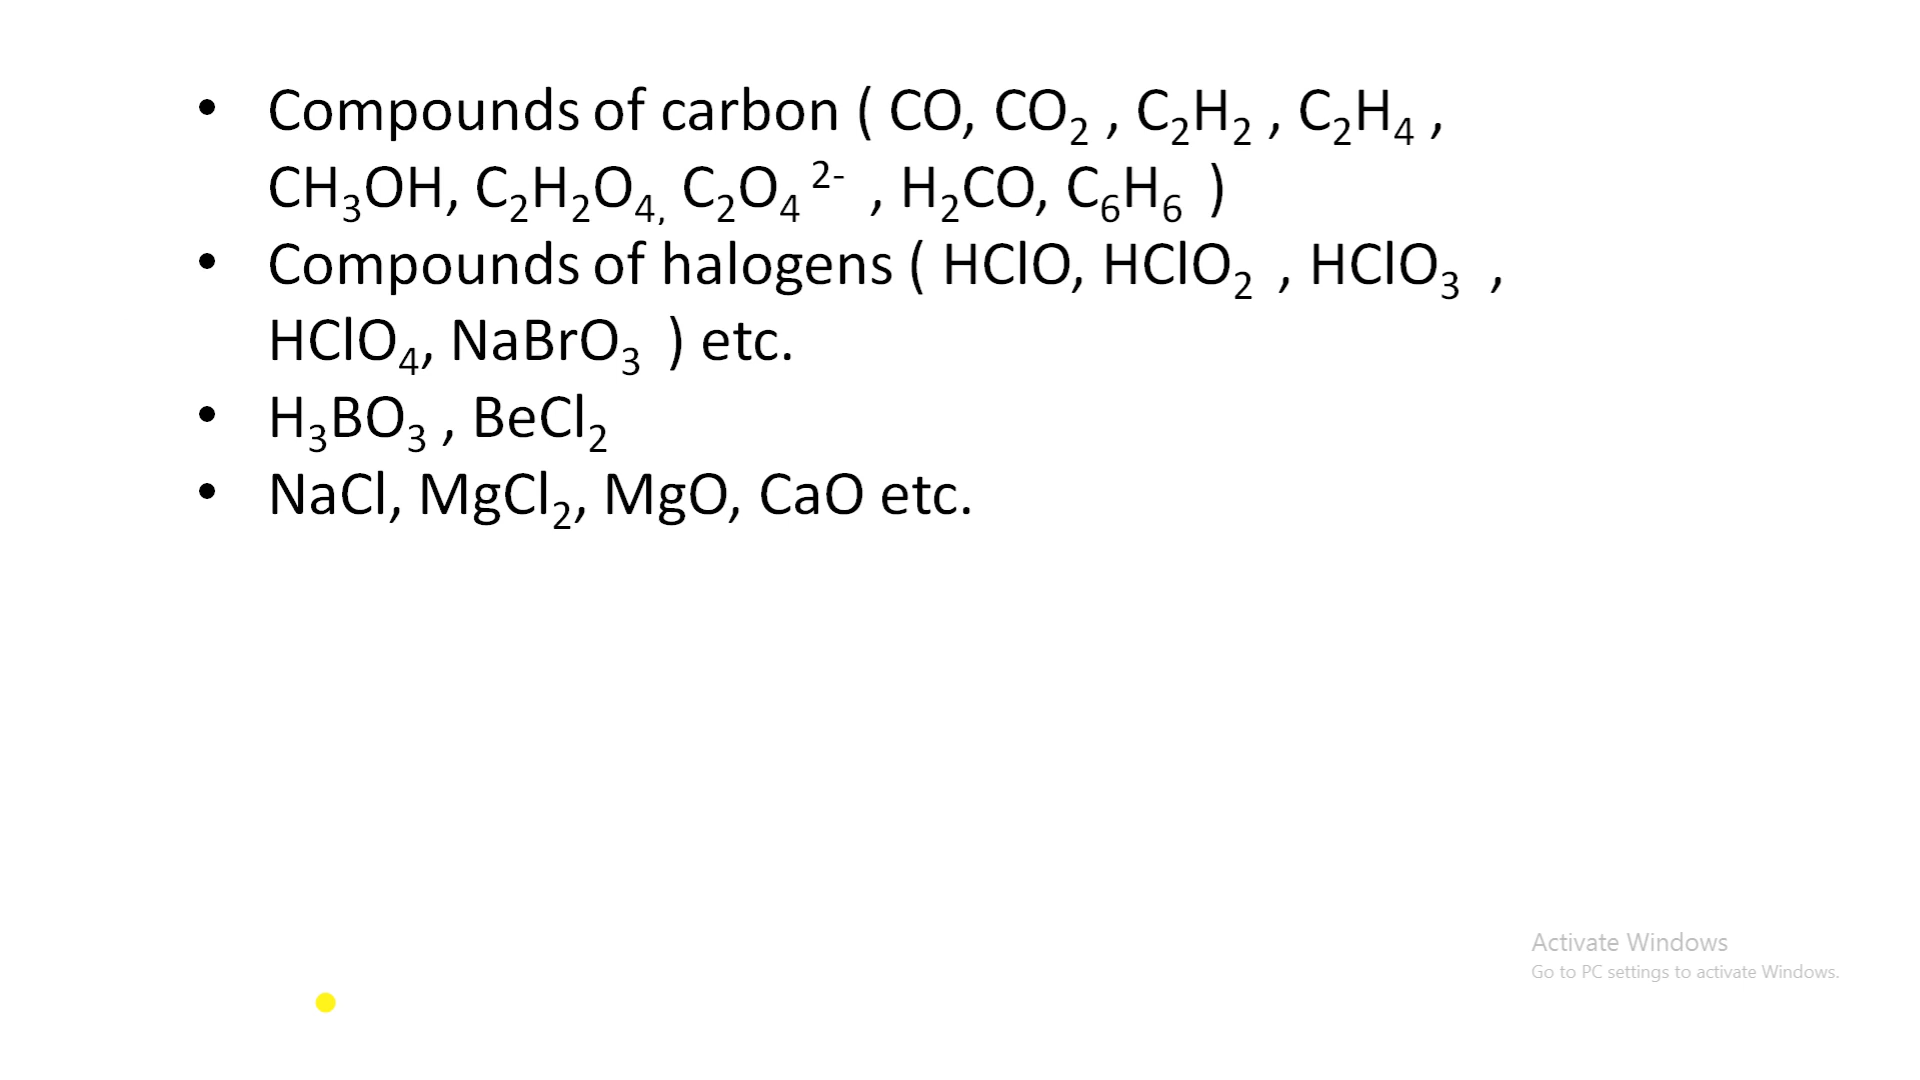 • Compounds of carbon ( CO, CO₂ , C₂H₂ , C₂H₄ ,
CH₃OH, C₂H₂O₄, C₂O₄ ²⁻ , H₂CO, C₆H₆ )
• Compounds of halogens ( HClO, HClO₂ , HClO₃ ,
HClO₄, NaBrO₃ ) etc.
• H₃BO₃ , BeCl₂
• NaCl, MgCl₂, MgO, CaO etc.
Activate Windows
Go to PC settings to activate Windows.